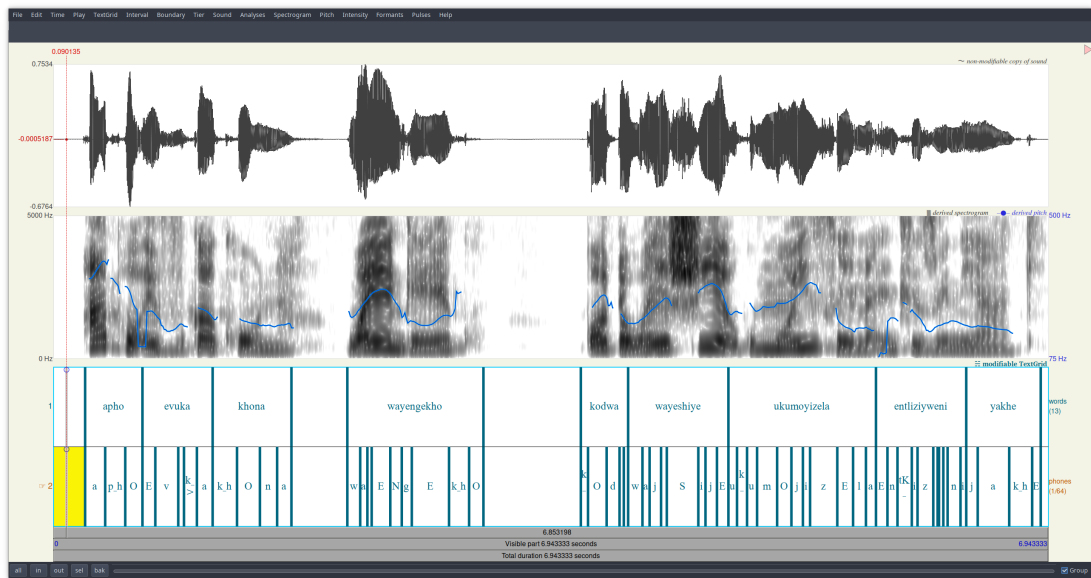 File Edit Time Play TextGrid Interval Boundary Tier Sound Analyses Spectrogram Pitch Intensity Formants Pulses Help
0.090135
0.7534
non-modifiable copy of sound
-0.0005187
-0.6764
5000 Hz
derived spectrogram
derived pitch
500 Hz
0 Hz
75 Hz
modifiable TextGrid
1 apho evuka khona wayengekho kodwa wayeshiye ukumoyizela entliziyweni yakhe words (13)
2 a p_h O E v k_> a k_h O n a w a E N g E k_h O k_ O d w a j S i j E u k_ u m O j i z E l a E n tK_ i z n i j a k_h E phones (1/64)
6.853198
0 Visible part 6.943333 seconds 6.943333
Total duration 6.943333 seconds
all in out sel bak Group